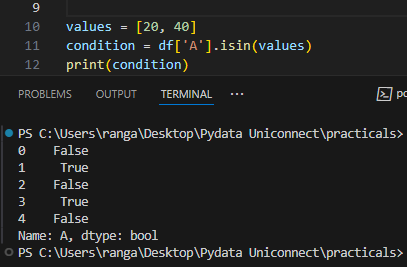 9
10 values = [20, 40]
11 condition = df['A'].isin(values)
12 print(condition)
PROBLEMS OUTPUT TERMINAL ···
PS C:\Users\ranga\Desktop\Pydata Uniconnect\practicals>
0 False
1 True
2 False
3 True
4 False
Name: A, dtype: bool
PS C:\Users\ranga\Desktop\Pydata Uniconnect\practicals>